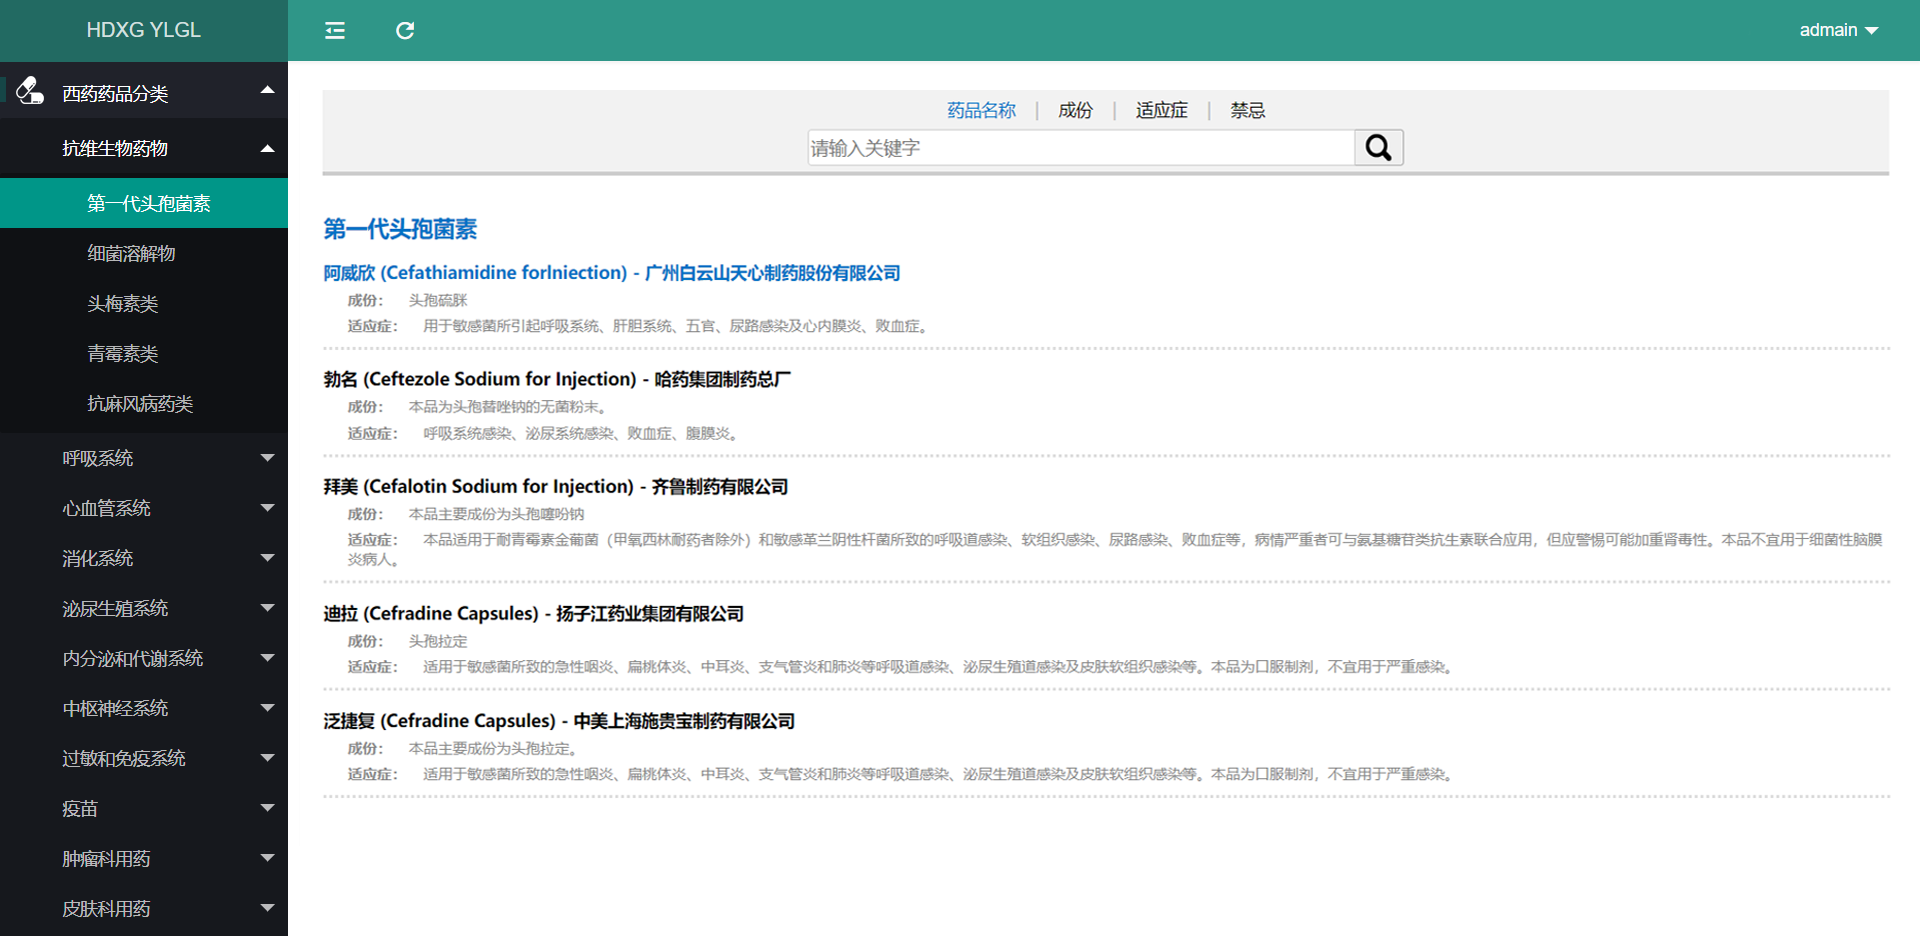 HDXG YLGL
admain
西药药品分类
抗维生物药物
第一代头孢菌素
细菌溶解物
头梅素类
青霉素类
抗麻风病药类
呼吸系统
心血管系统
消化系统
泌尿生殖系统
内分泌和代谢系统
中枢神经系统
过敏和免疫系统
疫苗
肿瘤科用药
皮肤科用药
药品名称 | 成份 | 适应症 | 禁忌
请输入关键字
第一代头孢菌素
阿威欣 (Cefathiamidine forlniection) - 广州白云山天心制药股份有限公司
成份： 头孢硫脒
适应症： 用于敏感菌所引起呼吸系统、肝胆系统、五官、尿路感染及心内膜炎、败血症。
勃名 (Ceftezole Sodium for Injection) - 哈药集团制药总厂
成份： 本品为头孢替唑钠的无菌粉末。
适应症： 呼吸系统感染、泌尿系统感染、败血症、腹膜炎。
拜美 (Cefalotin Sodium for Injection) - 齐鲁制药有限公司
成份： 本品主要成份为头孢噻吩钠
适应症： 本品适用于耐青霉素金葡菌（甲氧西林耐药者除外）和敏感革兰阴性杆菌所致的呼吸道感染、软组织感染、尿路感染、败血症等，病情严重者可与氨基糖苷类抗生素联合应用，但应警惕可能加重肾毒性。本品不宜用于细菌性脑膜
炎病人。
迪拉 (Cefradine Capsules) - 扬子江药业集团有限公司
成份： 头孢拉定
适应症： 适用于敏感菌所致的急性咽炎、扁桃体炎、中耳炎、支气管炎和肺炎等呼吸道感染、泌尿生殖道感染及皮肤软组织感染等。本品为口服制剂，不宜用于严重感染。
泛捷复 (Cefradine Capsules) - 中美上海施贵宝制药有限公司
成份： 本品主要成份为头孢拉定。
适应症： 适用于敏感菌所致的急性咽炎、扁桃体炎、中耳炎、支气管炎和肺炎等呼吸道感染、泌尿生殖道感染及皮肤软组织感染等。本品为口服制剂，不宜用于严重感染。